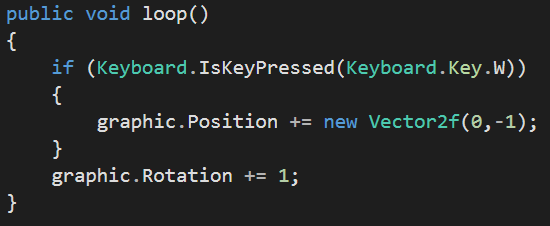 public void loop()
{
    if (Keyboard.IsKeyPressed(Keyboard.Key.W))
    {
        graphic.Position += new Vector2f(0,-1);
    }
    graphic.Rotation += 1;
}